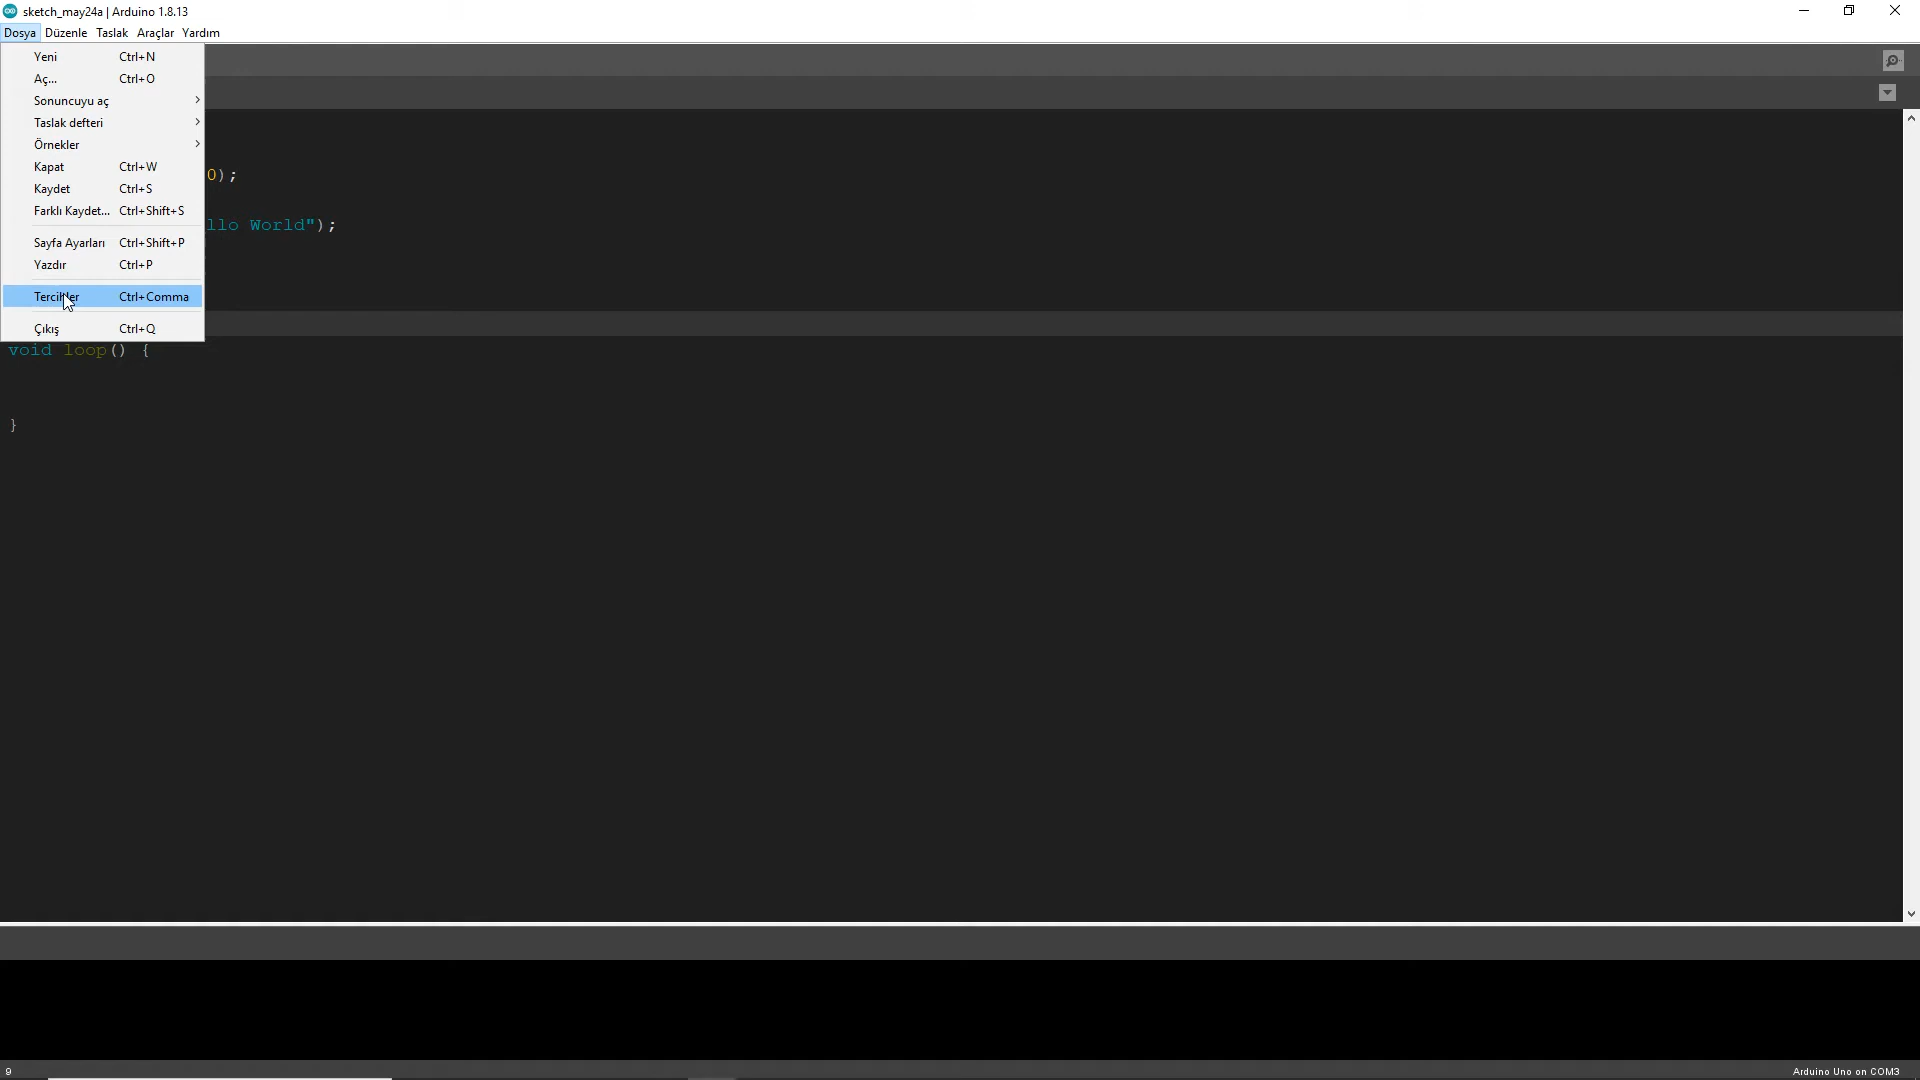 sketch_may24a | Arduino 1.8.13
Dosya Düzenle Taslak Araçlar Yardım
Yeni Ctrl+N
Aç... Ctrl+O
Sonuncuyu aç
Taslak defteri
Örnekler
Kapat Ctrl+W
0);
Kaydet Ctrl+S
Farklı Kaydet... Ctrl+Shift+S
llo World");
Sayfa Ayarları Ctrl+Shift+P
Yazdır Ctrl+P
Tercihler Ctrl+Comma
Çıkış Ctrl+Q
void loop() {
}
9 Arduino Uno on COM3